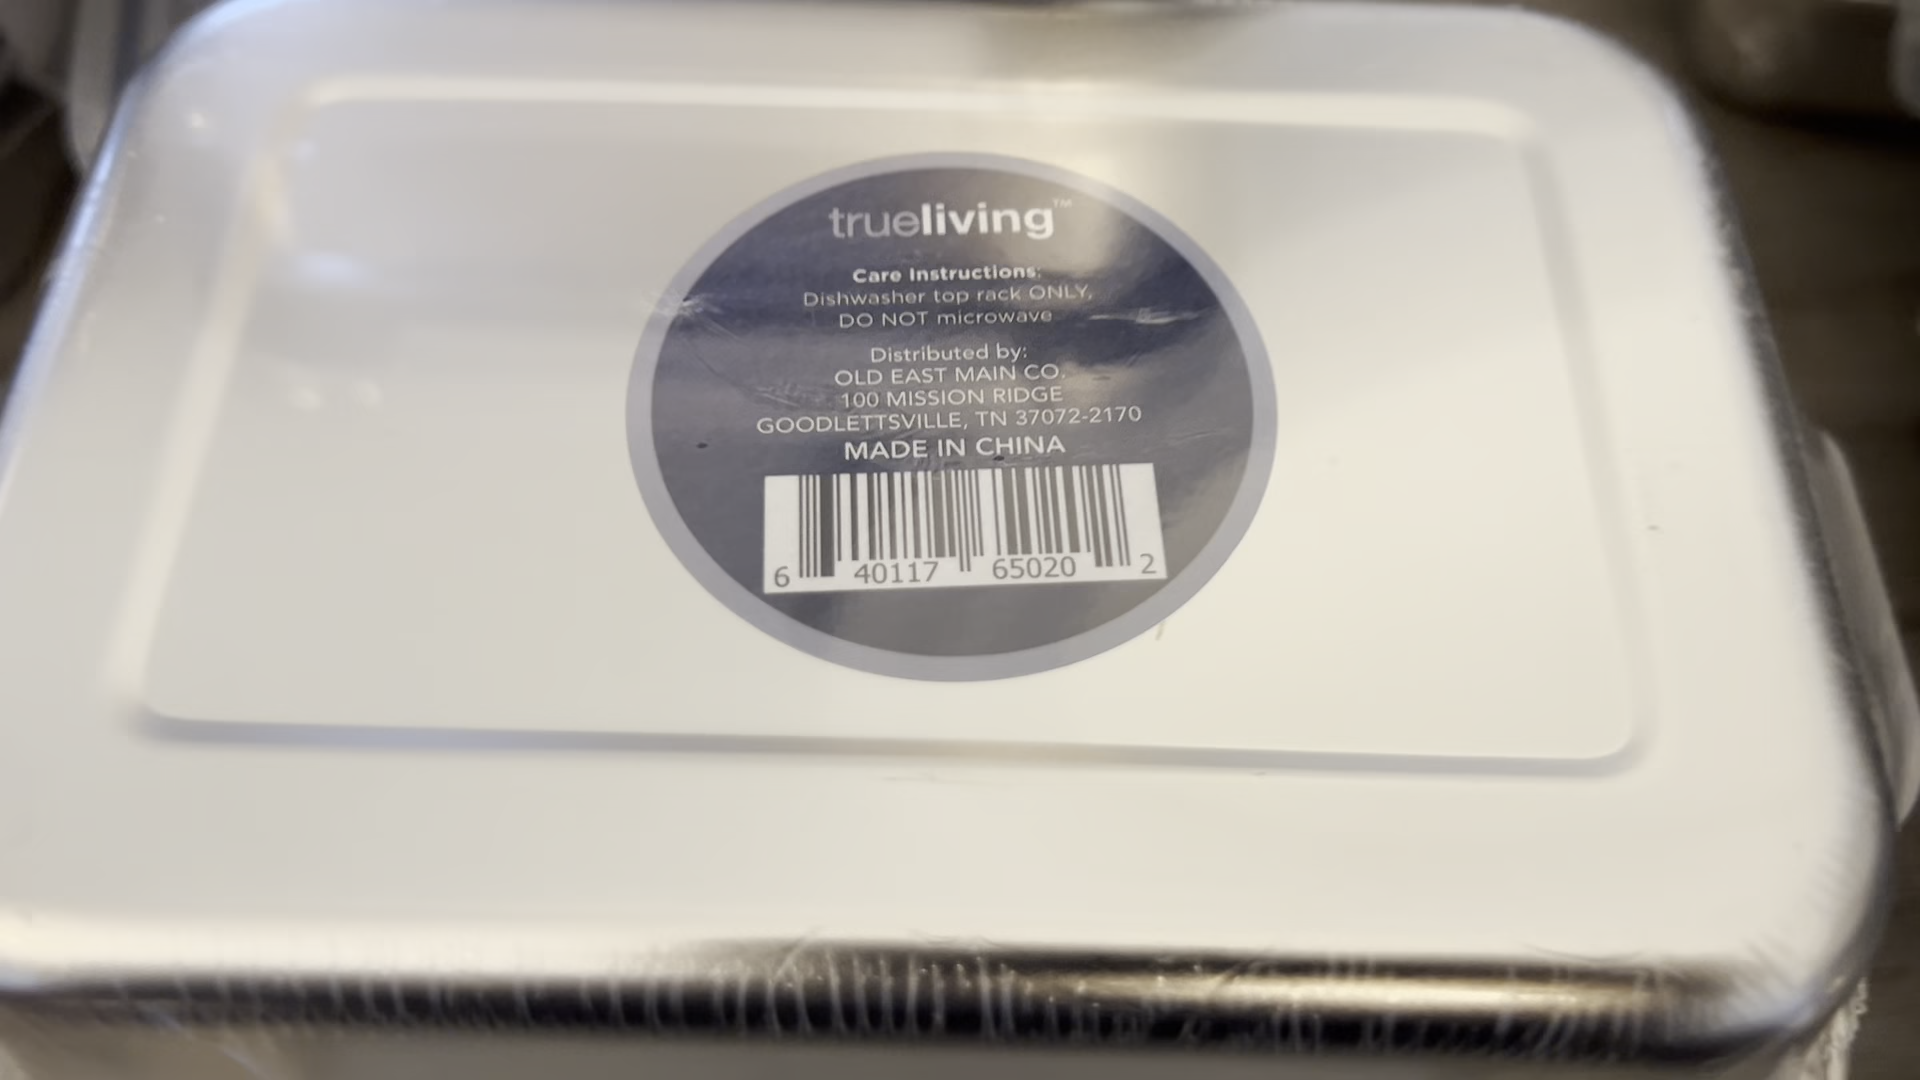 trueliving™
Care Instructions:
Dishwasher top rack ONLY,
DO NOT microwave
Distributed by:
OLD EAST MAIN CO.
100 MISSION RIDGE
GOODLETTSVILLE, TN 37072-2170
MADE IN CHINA
6 40117 65020 2